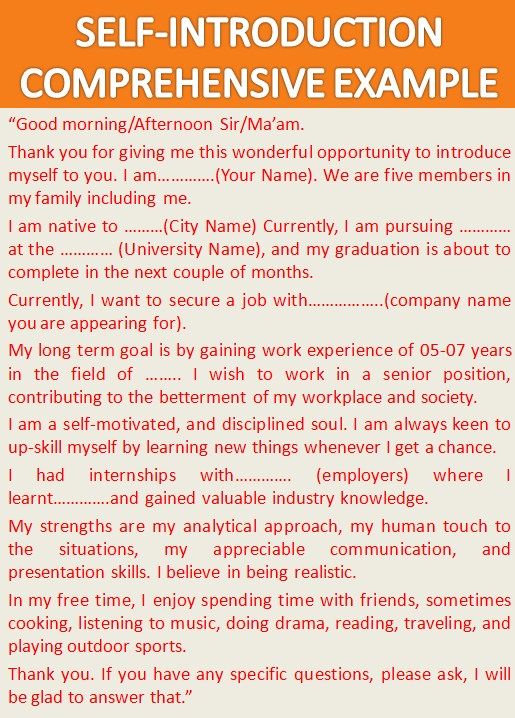 SELF-INTRODUCTION
COMPREHENSIVE EXAMPLE
“Good morning/Afternoon Sir/Ma’am.
Thank you for giving me this wonderful opportunity to introduce
myself to you. I am………….(Your Name). We are five members in
my family including me.
I am native to ………(City Name) Currently, I am pursuing …………
at the ………… (University Name), and my graduation is about to
complete in the next couple of months.
Currently, I want to secure a job with……………..(company name
you are appearing for).
My long term goal is by gaining work experience of 05-07 years
in the field of …….. I wish to work in a senior position,
contributing to the betterment of my workplace and society.
I am a self-motivated, and disciplined soul. I am always keen to
up-skill myself by learning new things whenever I get a chance.
I had internships with…………. (employers) where I
learnt………….and gained valuable industry knowledge.
My strengths are my analytical approach, my human touch to
the situations, my appreciable communication, and
presentation skills. I believe in being realistic.
In my free time, I enjoy spending time with friends, sometimes
cooking, listening to music, doing drama, reading, traveling, and
playing outdoor sports.
Thank you. If you have any specific questions, please ask, I will
be glad to answer that.”